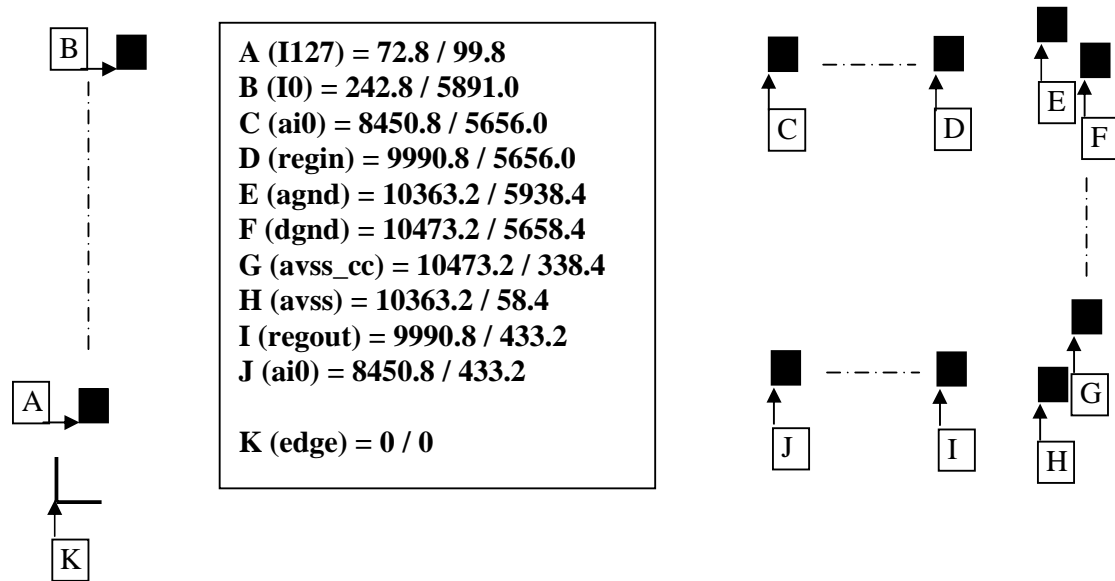 B
A (I127) = 72.8 / 99.8
B (I0) = 242.8 / 5891.0
C (ai0) = 8450.8 / 5656.0
D (regin) = 9990.8 / 5656.0
E (agnd) = 10363.2 / 5938.4
F (dgnd) = 10473.2 / 5658.4
G (avss_cc) = 10473.2 / 338.4
H (avss) = 10363.2 / 58.4
I (regout) = 9990.8 / 433.2
J (ai0) = 8450.8 / 433.2
K (edge) = 0 / 0
C
D
E
F
A
G
J
I
H
K